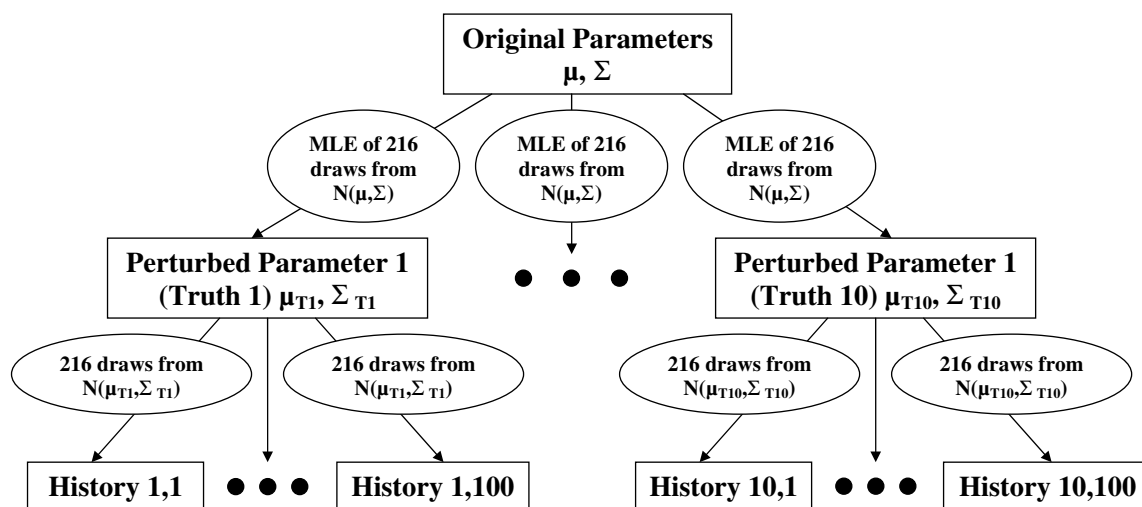 Original Parameters
μ, Σ
MLE of 216
draws from
N(μ,Σ)
MLE of 216
draws from
N(μ,Σ)
MLE of 216
draws from
N(μ,Σ)
Perturbed Parameter 1
(Truth 1) μT1, Σ T1
Perturbed Parameter 1
(Truth 10) μT10, Σ T10
216 draws from
N(μT1,Σ T1)
216 draws from
N(μT1,Σ T1)
216 draws from
N(μT10,Σ T10)
216 draws from
N(μT10,Σ T10)
History 1,1
History 1,100
History 10,1
History 10,100